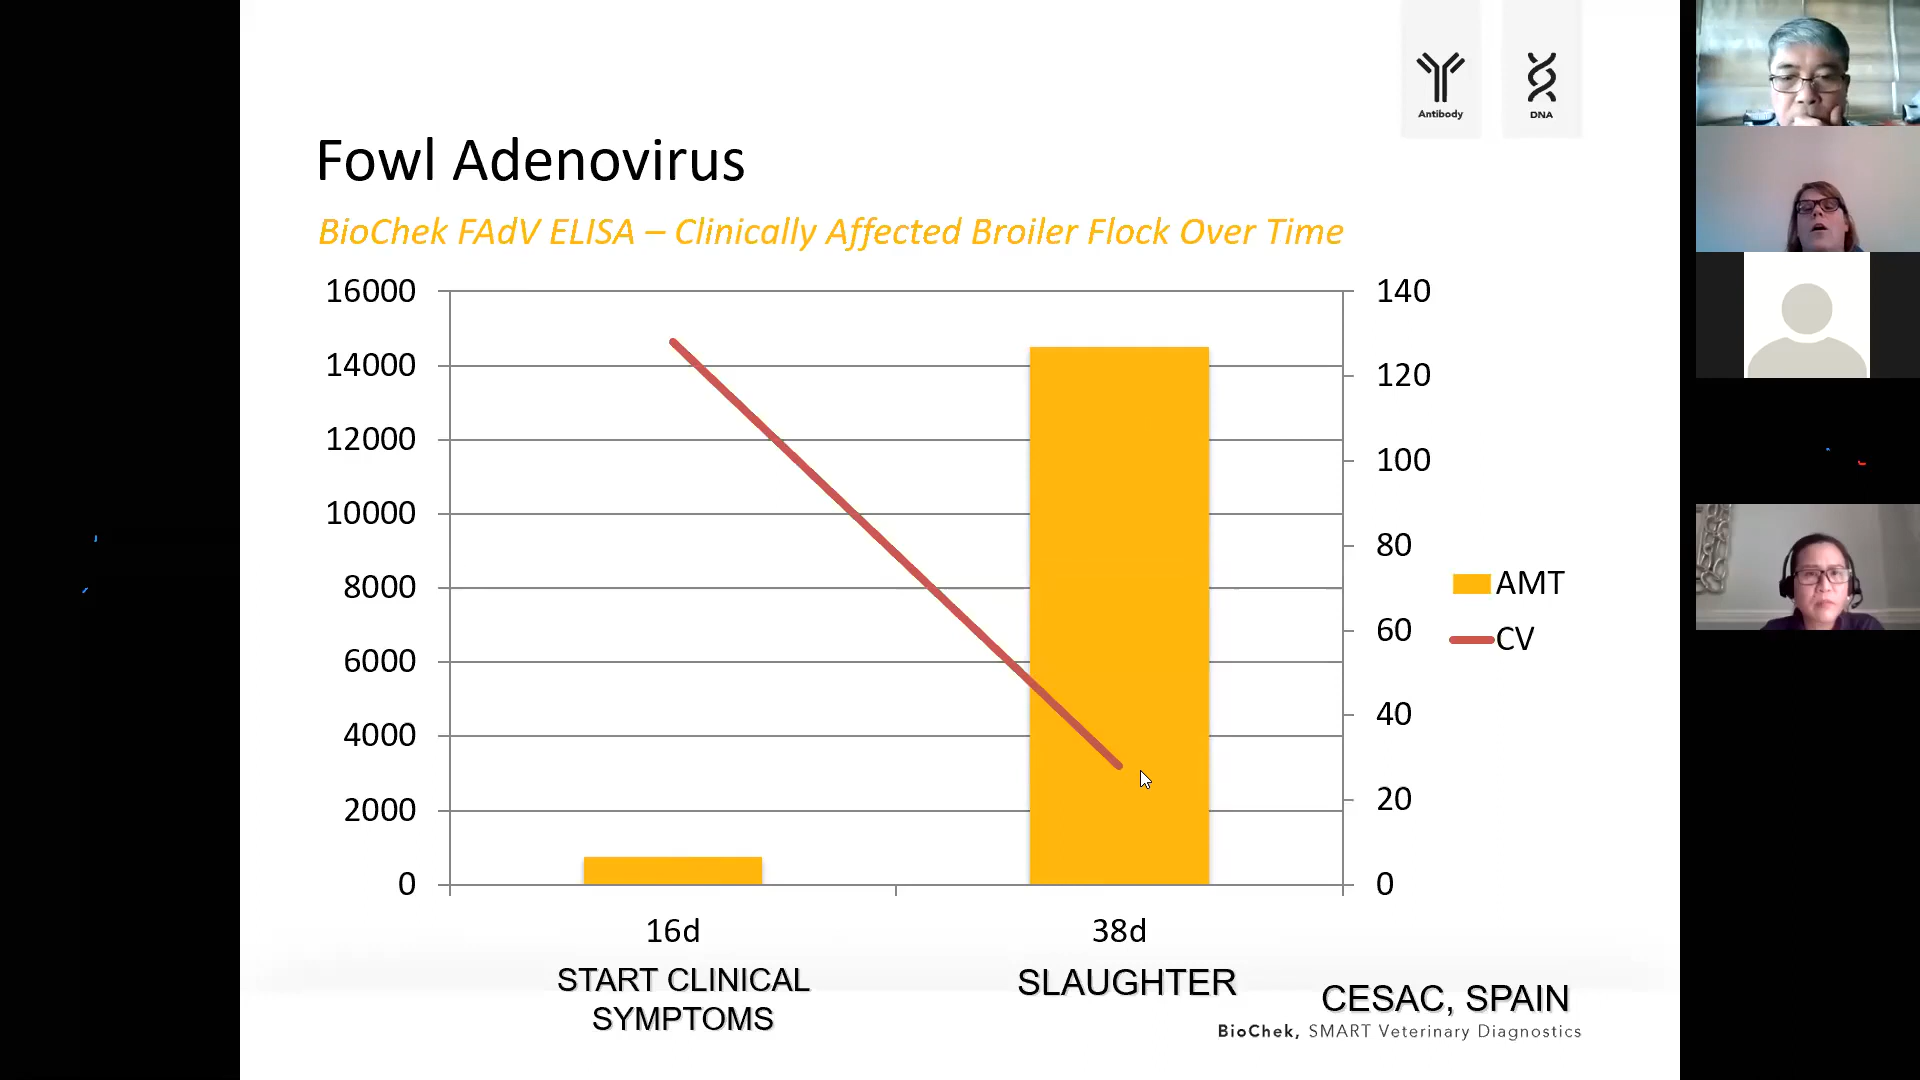 Antibody
DNA
Fowl Adenovirus
BioChek FAdV ELISA – Clinically Affected Broiler Flock Over Time
16000
14000
12000
10000
8000
6000
4000
2000
0
140
120
100
80
60
40
20
0
AMT
CV
16d
38d
START CLINICAL
SYMPTOMS
SLAUGHTER
CESAC, SPAIN
BioChek, SMART Veterinary Diagnostics